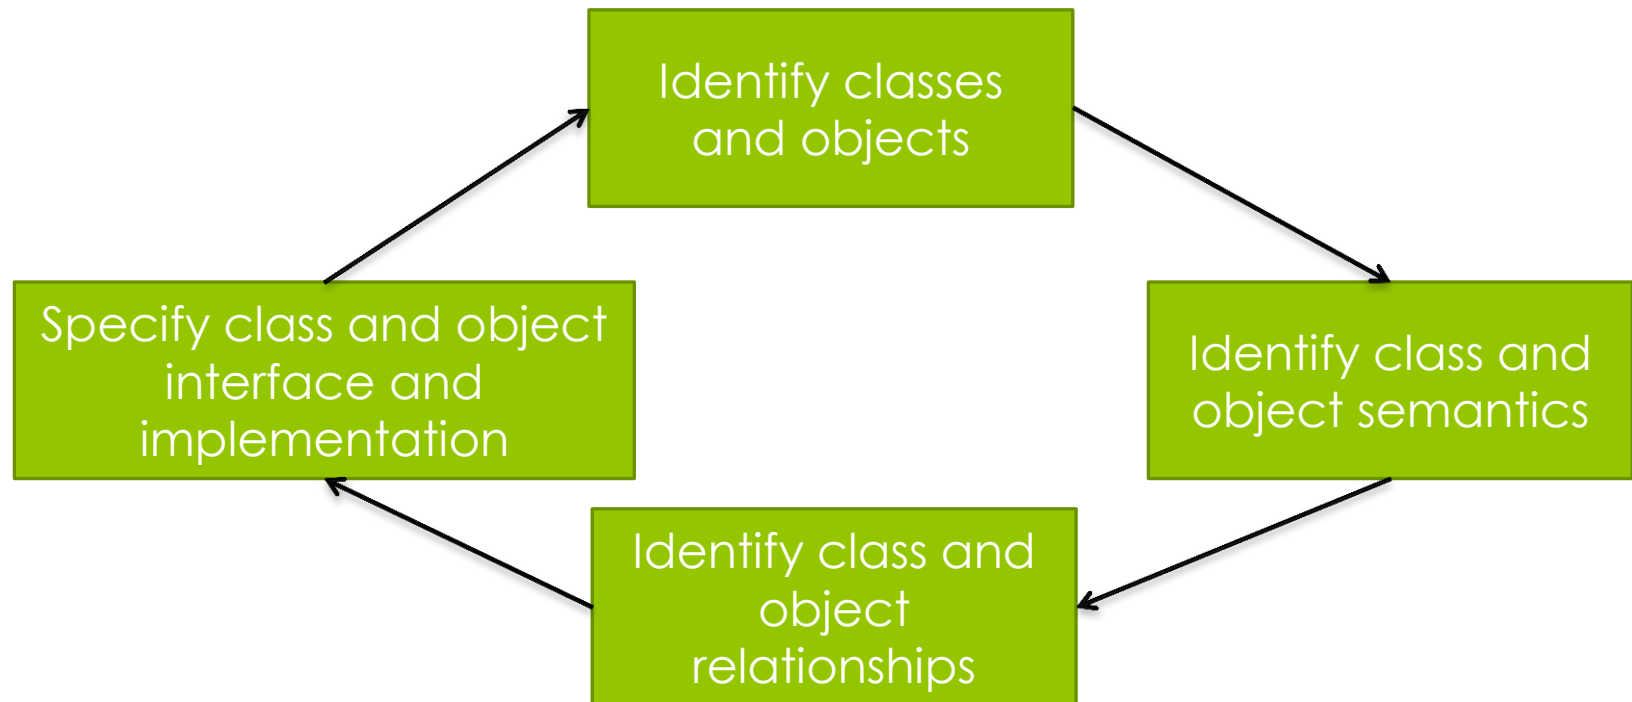 Identify classes
and objects
Identify class and
object semantics
Identify class and
object
relationships
Specify class and object
interface and
implementation